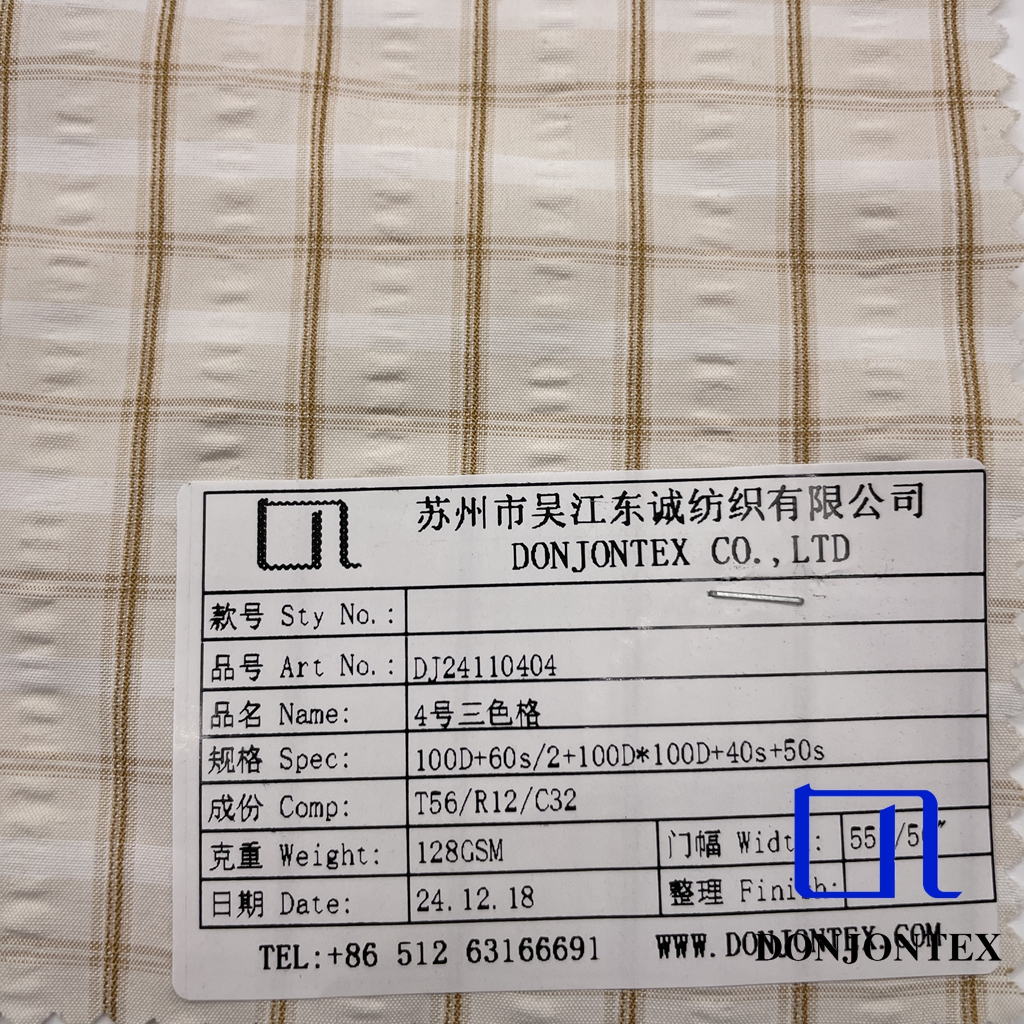 苏州市吴江东诚纺织有限公司
DONJONTEX CO.,LTD
款号 Sty No.:
品号 Art No.: DJ24110404
品名 Name: 4号三色格
规格 Spec: 100D+60s/2+100D*100D+40s+50s
成份 Comp: T56/R12/C32
克重 Weight: 128GSM 门幅 Width:
日期 Date: 24.12.18 整理 Finish:
TEL:+86 512 63166691 WWW.DONJONTEX.COM
DONJONTEX